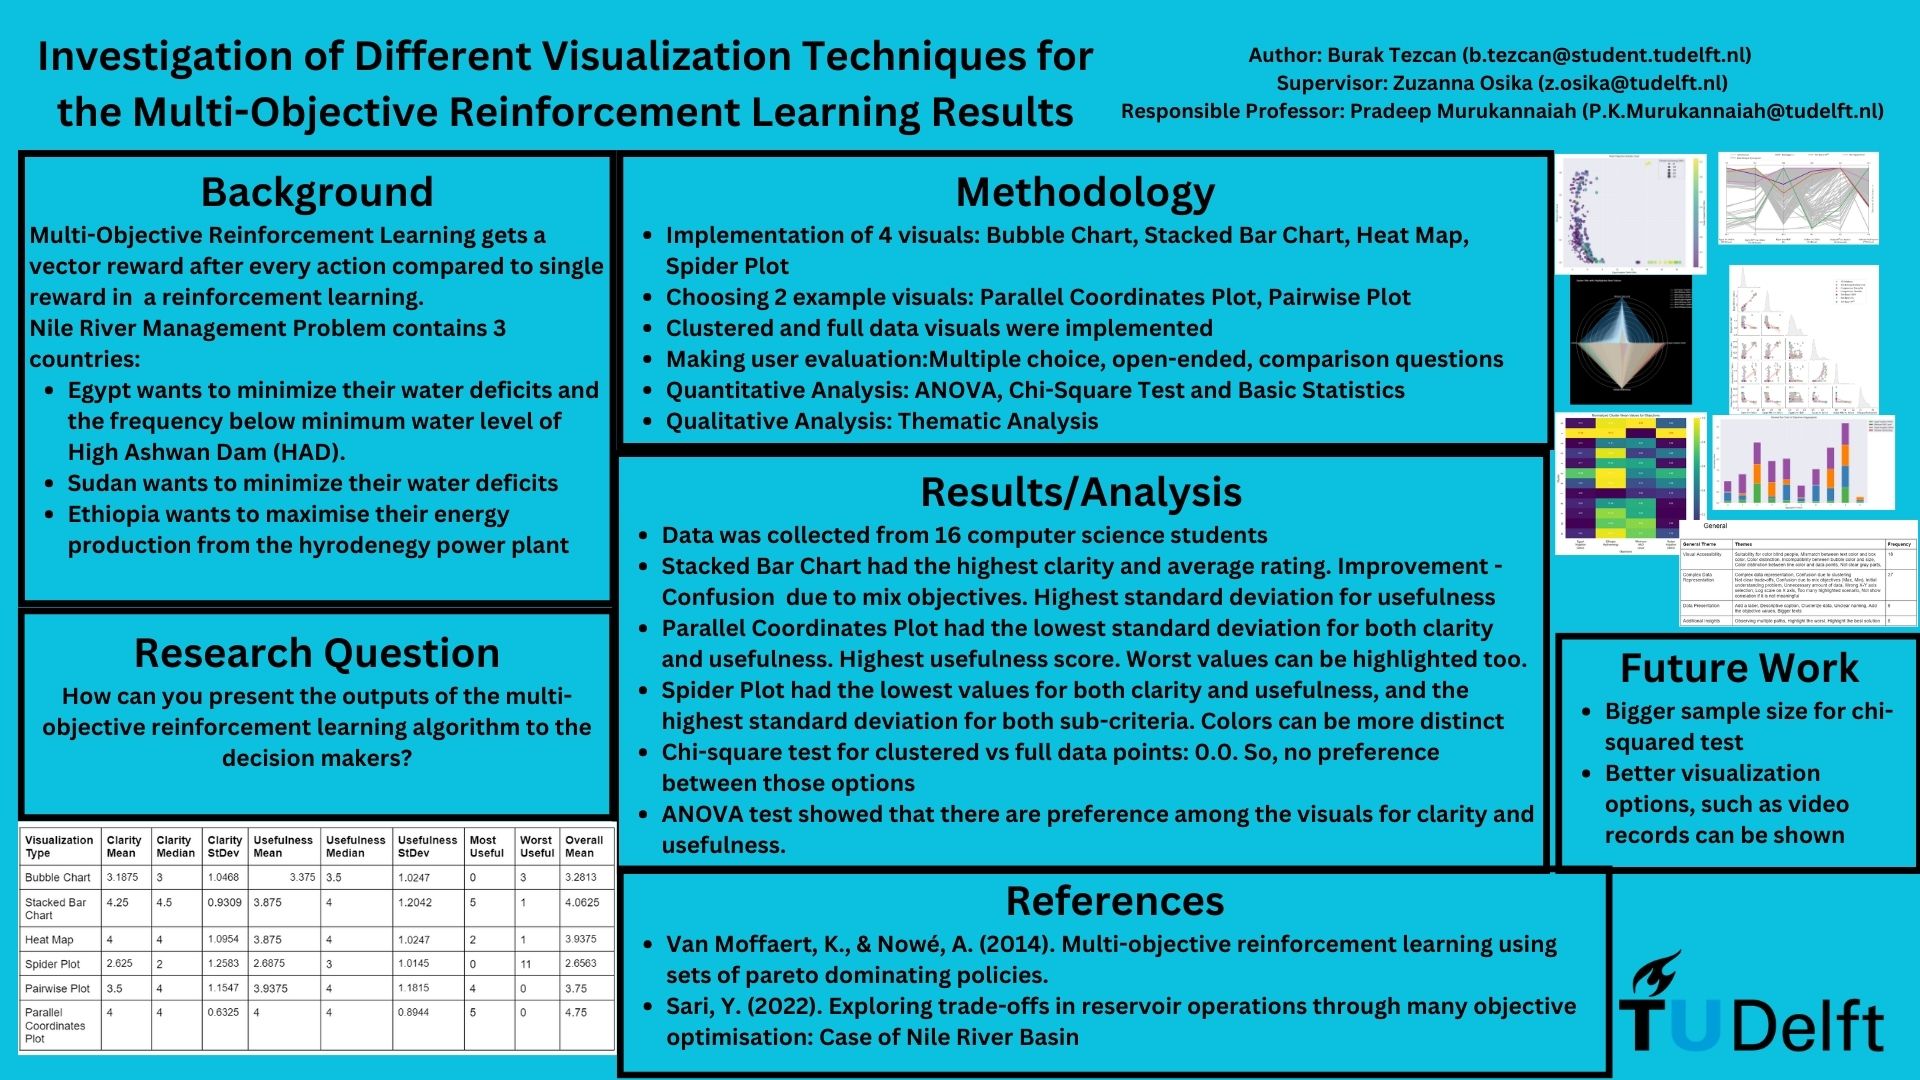 Investigation of Different Visualization Techniques for
the Multi-Objective Reinforcement Learning Results
Author: Burak Tezcan (b.tezcan@student.tudelft.nl)
Supervisor: Zuzanna Osika (z.osika@tudelft.nl)
Responsible Professor: Pradeep Murukannaiah (P.K.Murukannaiah@tudelft.nl)
Background
Multi-Objective Reinforcement Learning gets a
vector reward after every action compared to single
reward in a reinforcement learning.
Nile River Management Problem contains 3
countries:
• Egypt wants to minimize their water deficits and
the frequency below minimum water level of
High Ashwan Dam (HAD).
• Sudan wants to minimize their water deficits
• Ethiopia wants to maximise their energy
production from the hyrodenegy power plant
Research Question
How can you present the outputs of the multi-
objective reinforcement learning algorithm to the
decision makers?
Visualization Type | Clarity Mean | Clarity Median | Clarity StDev | Usefulness Mean | Usefulness Median | Usefulness StDev | Most Useful | Worst Useful | Overall Mean
Bubble Chart | 3.1875 | 3 | 1.0468 | 3.375 | 3.5 | 1.0247 | 0 | 3 | 3.2813
Stacked Bar Chart | 4.25 | 4.5 | 0.9309 | 3.875 | 4 | 1.2042 | 5 | 1 | 4.0625
Heat Map | 4 | 4 | 1.0954 | 3.875 | 4 | 1.0247 | 2 | 1 | 3.9375
Spider Plot | 2.625 | 2 | 1.2583 | 2.6875 | 3 | 1.0145 | 0 | 11 | 2.6563
Pairwise Plot | 3.5 | 4 | 1.1547 | 3.9375 | 4 | 1.1815 | 4 | 0 | 3.75
Parallel Coordinates Plot | 4 | 4 | 0.6325 | 4 | 4 | 0.8944 | 5 | 0 | 4.75
Methodology
• Implementation of 4 visuals: Bubble Chart, Stacked Bar Chart, Heat Map,
Spider Plot
• Choosing 2 example visuals: Parallel Coordinates Plot, Pairwise Plot
• Clustered and full data visuals were implemented
• Making user evaluation:Multiple choice, open-ended, comparison questions
• Quantitative Analysis: ANOVA, Chi-Square Test and Basic Statistics
• Qualitative Analysis: Thematic Analysis
Results/Analysis
• Data was collected from 16 computer science students
• Stacked Bar Chart had the highest clarity and average rating. Improvement -
Confusion due to mix objectives. Highest standard deviation for usefulness
• Parallel Coordinates Plot had the lowest standard deviation for both clarity
and usefulness. Highest usefulness score. Worst values can be highlighted too.
• Spider Plot had the lowest values for both clarity and usefulness, and the
highest standard deviation for both sub-criteria. Colors can be more distinct
• Chi-square test for clustered vs full data points: 0.0. So, no preference
between those options
• ANOVA test showed that there are preference among the visuals for clarity and
usefulness.
References
• Van Moffaert, K., & Nowé, A. (2014). Multi-objective reinforcement learning using
sets of pareto dominating policies.
• Sari, Y. (2022). Exploring trade-offs in reservoir operations through many objective
optimisation: Case of Nile River Basin
General
General Theme | Themes | Frequency
Visual Accessibility
Complex Data Representation
Data Presentation
Additional Insights
Future Work
• Bigger sample size for chi-
squared test
• Better visualization
options, such as video
records can be shown
TUDelft